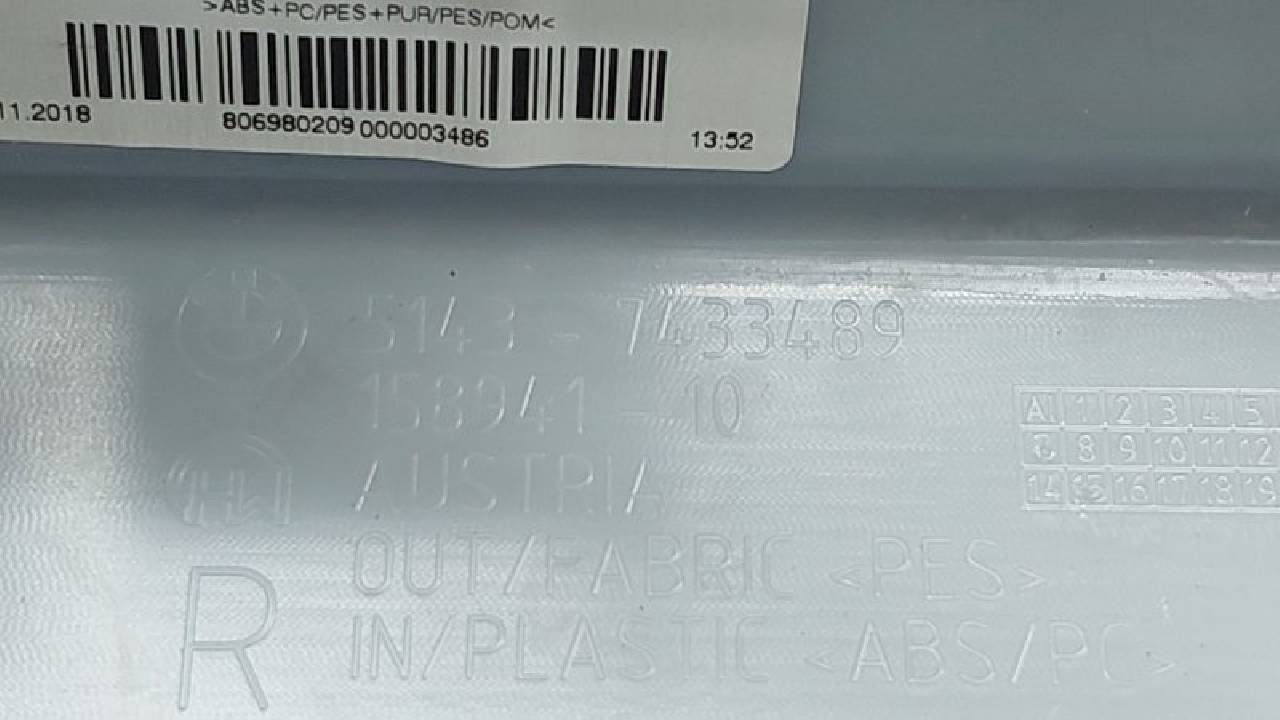 >ABS+PC/PES+PUR/PES/POM<
11.2018
806980209 000003486
13:52
5143 - 7433489
158941 - 10
AUSTRIA
OUT/FABRIC <PES>
R
IN/PLASTIC <ABS/PC>
A 1 2 3 4 5
8 9 10 11 12
14 15 16 17 18 19